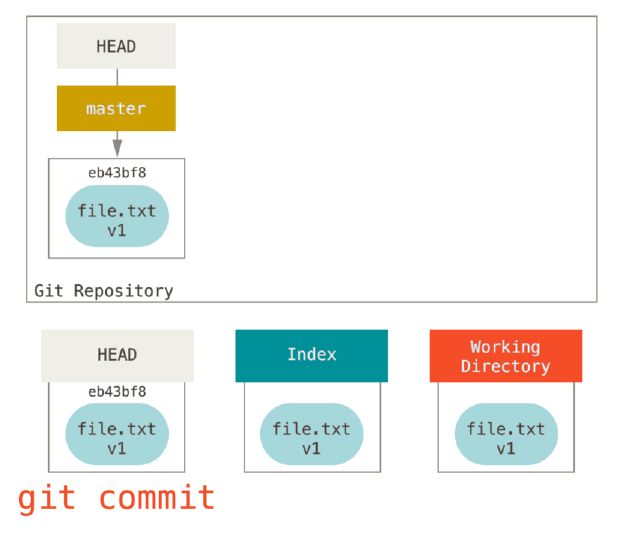 HEAD
master
eb43bf8
file.txt
v1
Git Repository
HEAD
eb43bf8
file.txt
v1
Index
file.txt
v1
Working
Directory
file.txt
v1
git commit